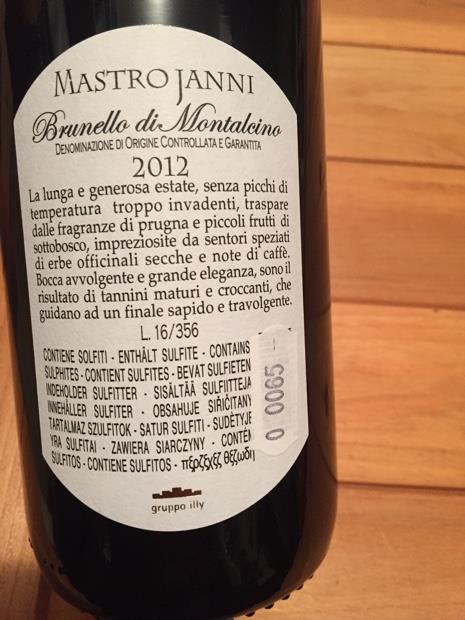 MASTRO JANNI
Brunello di Montalcino
DENOMINAZIONE DI ORIGINE CONTROLLATA E GARANTITA
2012
La lunga e generosa estate, senza picchi di
temperatura troppo invadenti, traspare
dalle fragranze di prugna e piccoli frutti di
sottobosco, impreziosite da sentori speziati
di erbe officinali secche e note di caffè.
Bocca avvolgente e grande eleganza, sono il
risultato di tannini maturi e croccanti, che
guidano ad un finale sapido e travolgente.
L. 16/356
CONTIENE SOLFITI - ENTHÄLT SULFITE - CONTAINS
SULPHITES - CONTIENT SULFITES - BEVAT SULFIETEN
INDEHOLDER SULFITTER - SISÄLTÄÄ SULFIITTEJA
INNEHÅLLER SULFITER - OBSAHUJE SIŘIČITANY
TARTALMAZ SZULFITOK - SATUR SULFITI - SUDĖTYJE
YRA SULFITAI - ZAWIERA SIARCZYNY - CONTÉM
SULFITOS - CONTIENE SULFITOS -
0 0065
gruppo illy